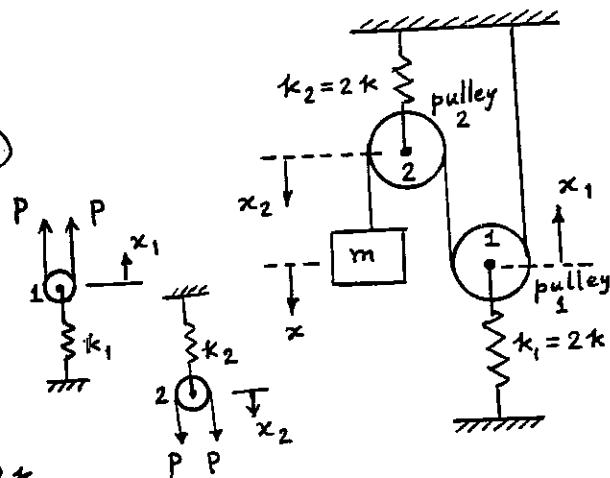 k₂ = 2k
pulley
2
2
x₂
x₁
m
1
pulley
1
x
k₁ = 2k
P P
x₁
1
k₁
k₂
2
x₂
P P